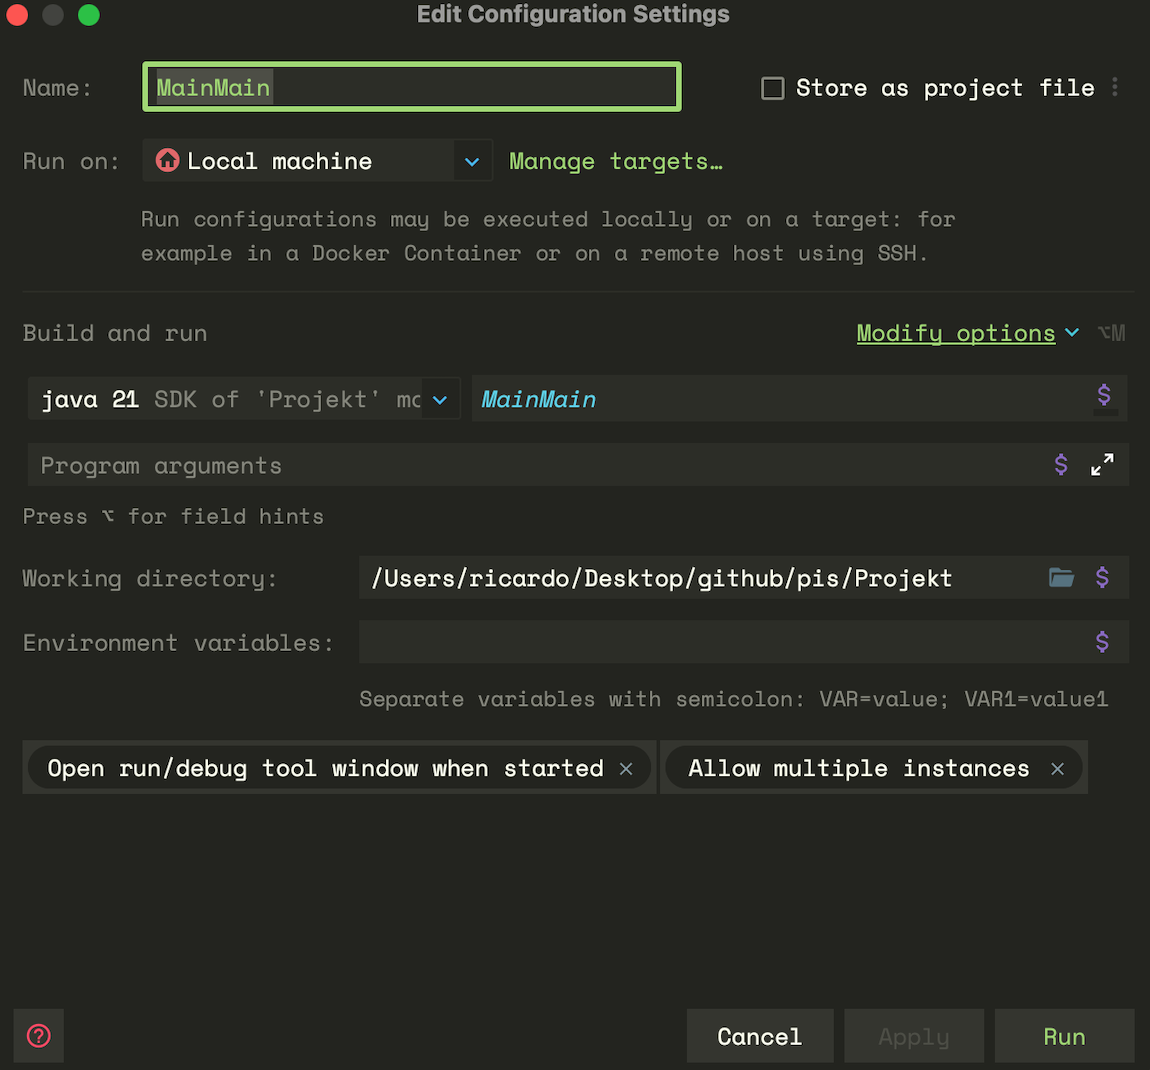 Edit Configuration Settings
Name: MainMain Store as project file
Run on: Local machine Manage targets…
Run configurations may be executed locally or on a target: for
example in a Docker Container or on a remote host using SSH.
Build and run Modify options ⌥M
java 21 SDK of 'Projekt' mo MainMain $
Program arguments $
Press ⌥ for field hints
Working directory: /Users/ricardo/Desktop/github/pis/Projekt $
Environment variables: $
Separate variables with semicolon: VAR=value; VAR1=value1
Open run/debug tool window when started × Allow multiple instances ×
? Cancel Apply Run